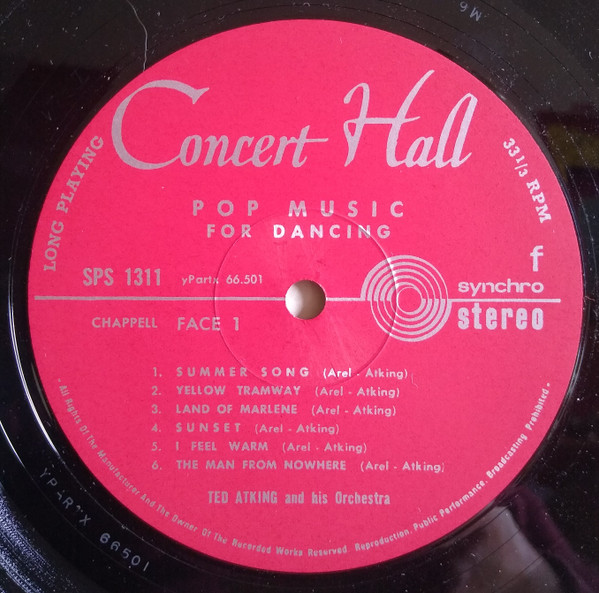 Concert Hall
LONG PLAYING
33 1/3 RPM
POP MUSIC
FOR DANCING
f
SPS 1311 yPartx 66.501
synchro
stereo
CHAPPELL FACE 1
1. SUMMER SONG (Arel - Atking)
2. YELLOW TRAMWAY (Arel - Atking)
3. LAND OF MARLENE (Arel - Atking)
4. SUNSET (Arel - Atking)
5. I FEEL WARM (Arel - Atking)
6. THE MAN FROM NOWHERE (Arel - Atking)
TED ATKING and his Orchestra
- All Rights Of The Manufacturer And The Owner Of The Recorded Works Reserved. Reproduction, Public Performance, Broadcasting Prohibited -
YPARTX 66501
M6